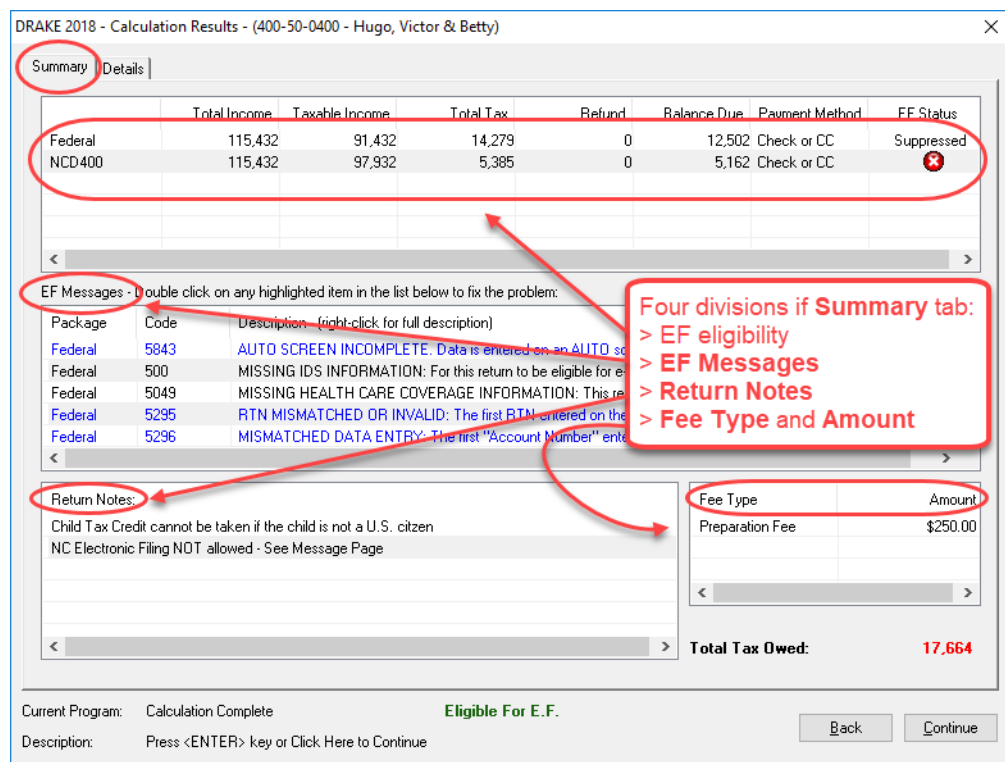 DRAKE 2018 - Calculation Results - (400-50-0400 - Hugo, Victor & Betty)
Summary Details
Total Income Taxable Income Total Tax Refund Balance Due Payment Method EF Status
Federal 115,432 91,432 14,279 0 12,502 Check or CC Suppressed
NCD400 115,432 97,932 5,385 0 5,162 Check or CC
EF Messages - Double click on any highlighted item in the list below to fix the problem:
Package Code Description - (right-click for full description)
Federal 5843 AUTO SCREEN INCOMPLETE. Data is entered on an AUTO
Federal 500 MISSING IDS INFORMATION: For this return to be eligible for e-
Federal 5049 MISSING HEALTH CARE COVERAGE INFORMATION: This
Federal 5295 RTN MISMATCHED OR INVALID: The first RTN entered on the
Federal 5296 MISMATCHED DATA ENTRY: The first "Account Number"
Four divisions if Summary tab:
> EF eligibility
> EF Messages
> Return Notes
> Fee Type and Amount
Return Notes:
Child Tax Credit cannot be taken if the child is not a U.S. citzen
NC Electronic Filing NOT allowed - See Message Page
Fee Type Amount
Preparation Fee $250.00
Total Tax Owed: 17,664
Current Program: Calculation Complete Eligible For E.F.
Description: Press <ENTER> key or Click Here to Continue
Back Continue